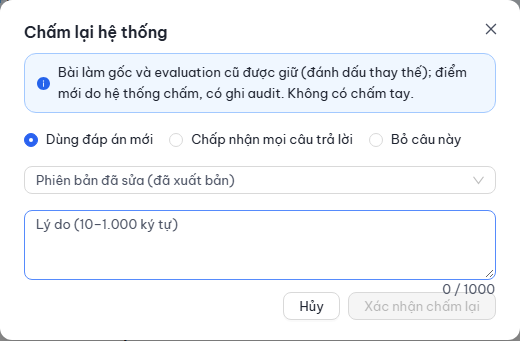 Chấm lại hệ thống
Bài làm gốc và evaluation cũ được giữ (đánh dấu thay thế); điểm
mới do hệ thống chấm, có ghi audit. Không có chấm tay.
Dùng đáp án mới
Chấp nhận mọi câu trả lời
Bỏ câu này
Phiên bản đã sửa (đã xuất bản)
Lý do (10–1.000 ký tự)
0 / 1000
Hủy
Xác nhận chấm lại